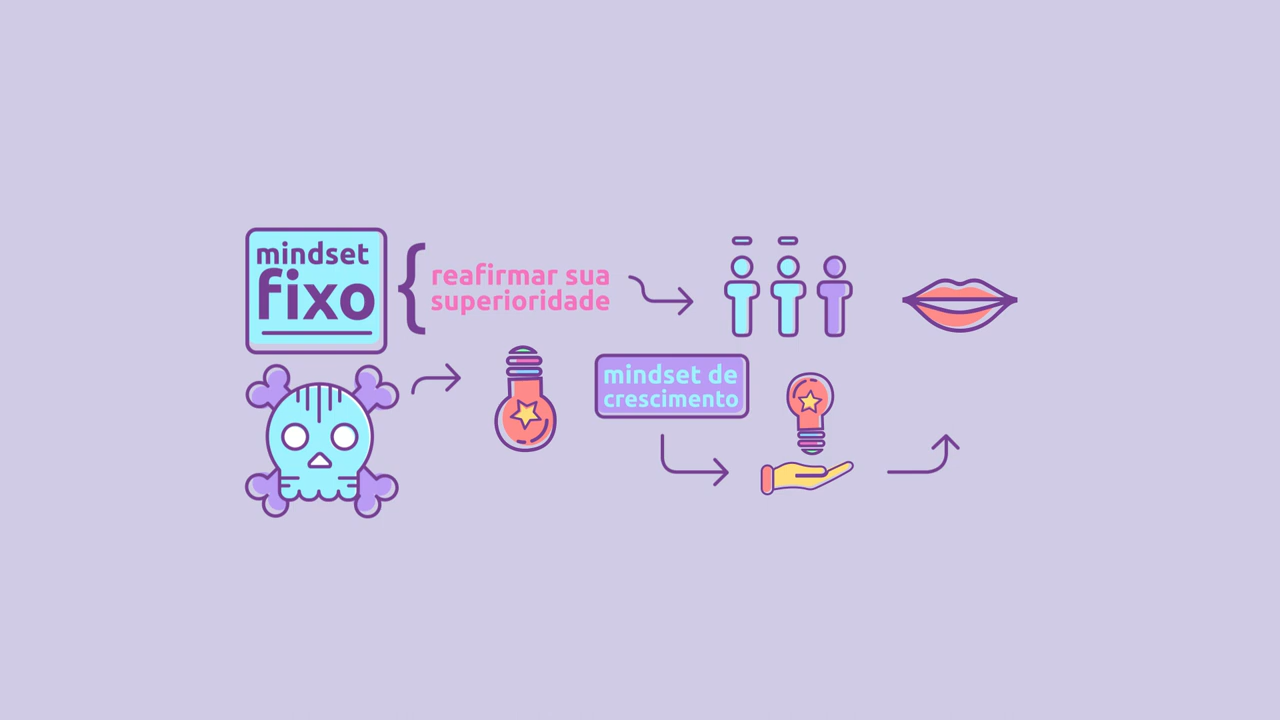 mindset
fixo
reafirmar sua
superioridade
mindset de
crescimento